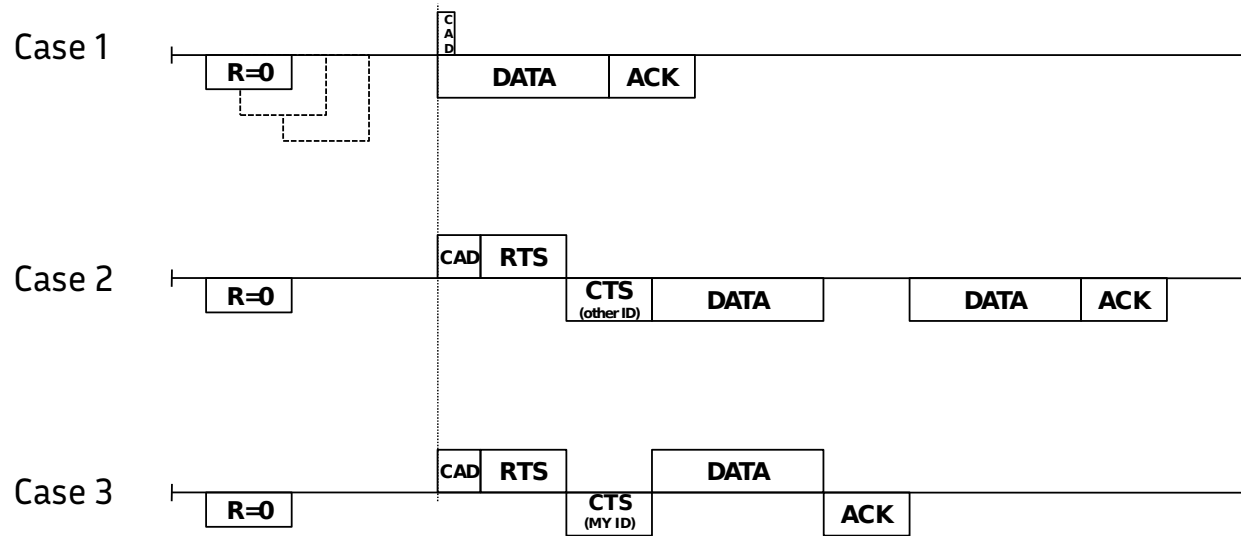 Case 1
C
A
D
R=0
DATA
ACK
Case 2
CAD
RTS
R=0
CTS
(other ID)
DATA
DATA
ACK
Case 3
CAD
RTS
DATA
R=0
CTS
(MY ID)
ACK